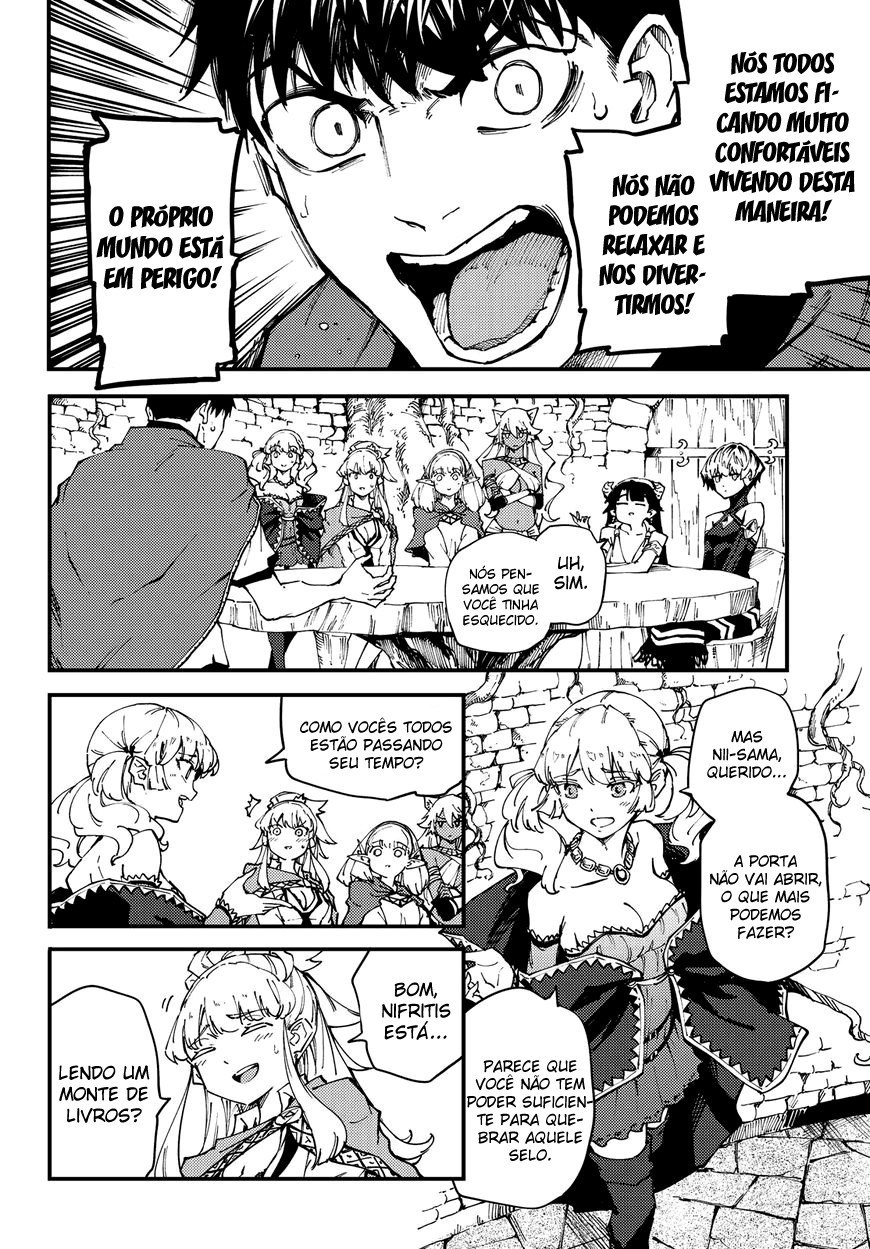 NÓS TODOS
ESTAMOS FI-
CANDO MUITO
CONFORTÁVEIS
VIVENDO DESTA
MANEIRA!
NÓS NÃO
PODEMOS
RELAXAR E
NOS DIVER-
TIRMOS!
O PRÓPRIO
MUNDO ESTÁ
EM PERIGO!
UH,
SIM.
NÓS PEN-
SAMOS QUE
VOCÊ TINHA
ESQUECIDO.
MAS
NII-SAMA,
QUERIDO...
A PORTA
NÃO VAI ABRIR,
O QUE MAIS
PODEMOS
FAZER?
PARECE QUE
VOCÊ NÃO TEM
PODER SUFICIEN-
TE PARA QUE-
BRAR AQUELE
SELO.
COMO VOCÊS TODOS
ESTÃO PASSANDO
SEU TEMPO?
BOM,
NIFRITIS
ESTÁ...
LENDO UM
MONTE DE
LIVROS?